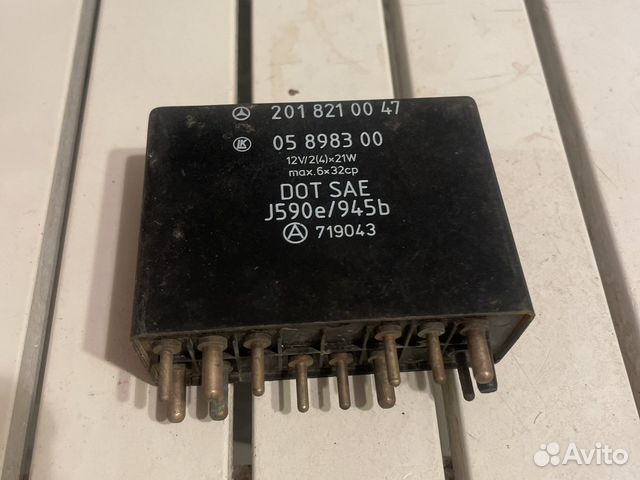 201 821 00 47
LK 05 8983 00
12V/2(4)×21W
max.6×32cp
DOT SAE
J590e/945b
A 719043
Avito